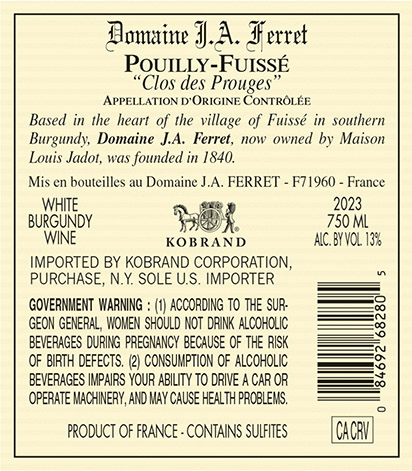 Domaine J.A. Ferret
POUILLY-FUISSÉ
"Clos des Prouges"
APPELLATION D'ORIGINE CONTRÔLÉE
Based in the heart of the village of Fuissé in southern
Burgundy, Domaine J.A. Ferret, now owned by Maison
Louis Jadot, was founded in 1840.
Mis en bouteilles au Domaine J.A. FERRET - F71960 - France
WHITE
BURGUNDY
WINE
KOBRAND
2023
750 ML
ALC. BY VOL. 13%
IMPORTED BY KOBRAND CORPORATION,
PURCHASE, N.Y. SOLE U.S. IMPORTER
GOVERNMENT WARNING : (1) ACCORDING TO THE SUR-
GEON GENERAL, WOMEN SHOULD NOT DRINK ALCOHOLIC
BEVERAGES DURING PREGNANCY BECAUSE OF THE RISK
OF BIRTH DEFECTS. (2) CONSUMPTION OF ALCOHOLIC
BEVERAGES IMPAIRS YOUR ABILITY TO DRIVE A CAR OR
OPERATE MACHINERY, AND MAY CAUSE HEALTH PROBLEMS.
0 84692 68280 5
PRODUCT OF FRANCE - CONTAINS SULFITES
CA CRV